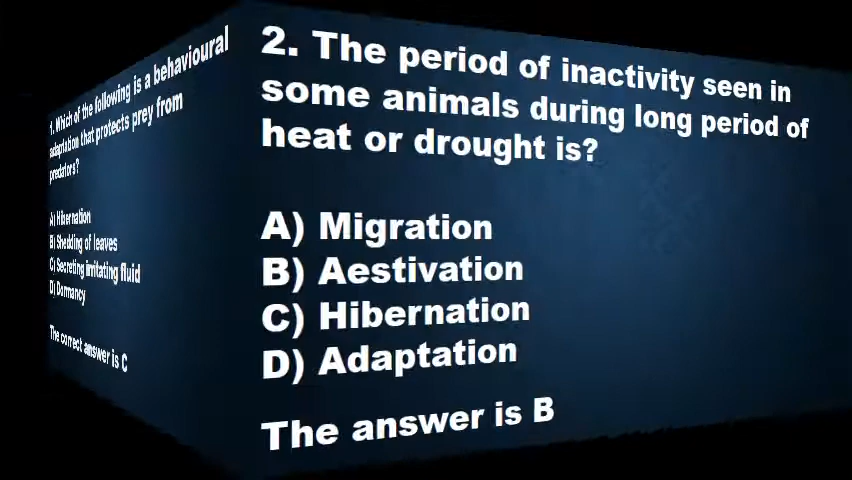 1. Which of the following is a behavioural
adaptation that protects prey from
predators?
A) Hibernation
B) Shedding of leaves
C) Secreting irritating fluid
D) Dormancy
The correct answer is C
2. The period of inactivity seen in
some animals during long period of
heat or drought is?
A) Migration
B) Aestivation
C) Hibernation
D) Adaptation
The answer is B